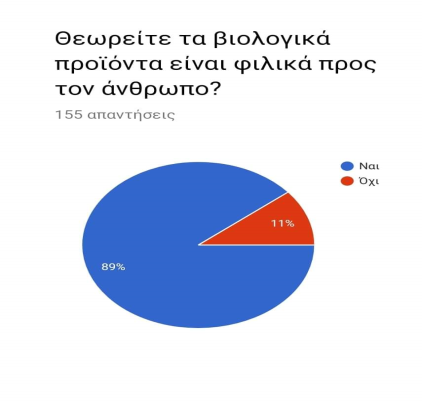 Θεωρείτε τα βιολογικά
προϊόντα είναι φιλικά προς
τον άνθρωπο?
155 απαντήσεις
Ναι
Όχι
11%
89%